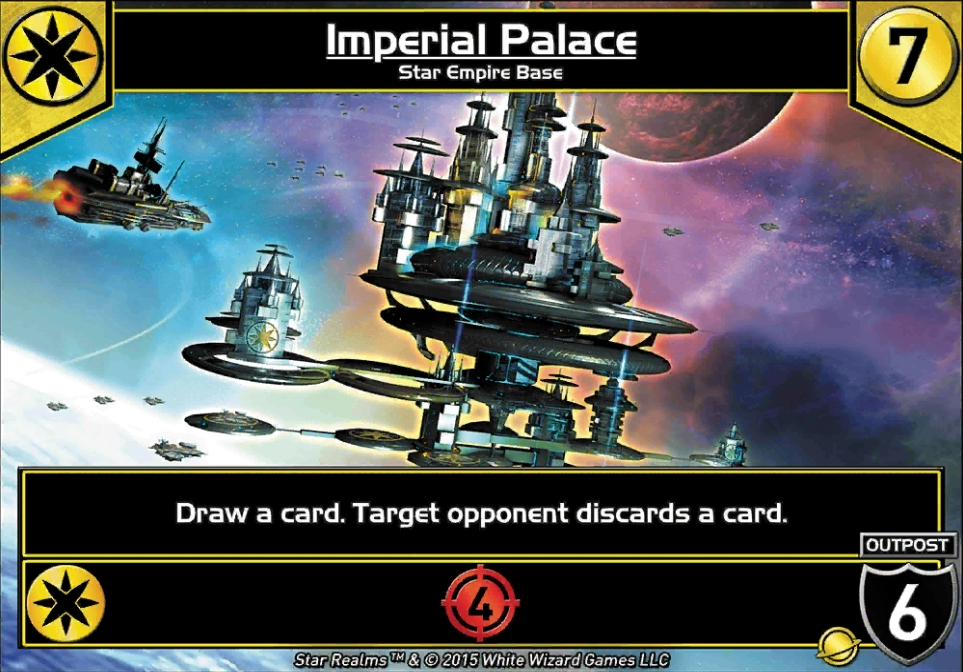 Imperial Palace
7
Star Empire Base
Draw a card. Target opponent discards a card.
OUTPOST
4
6
Star Realms™ & © 2015 White Wizard Games LLC